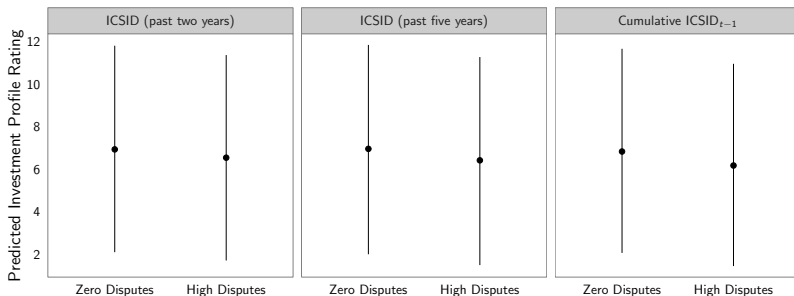 ICSID (past two years)
ICSID (past five years)
Cumulative ICSIDₜ₋₁
Predicted Investment Profile Rating
12
10
8
6
4
2
Zero Disputes
High Disputes
Zero Disputes
High Disputes
Zero Disputes
High Disputes